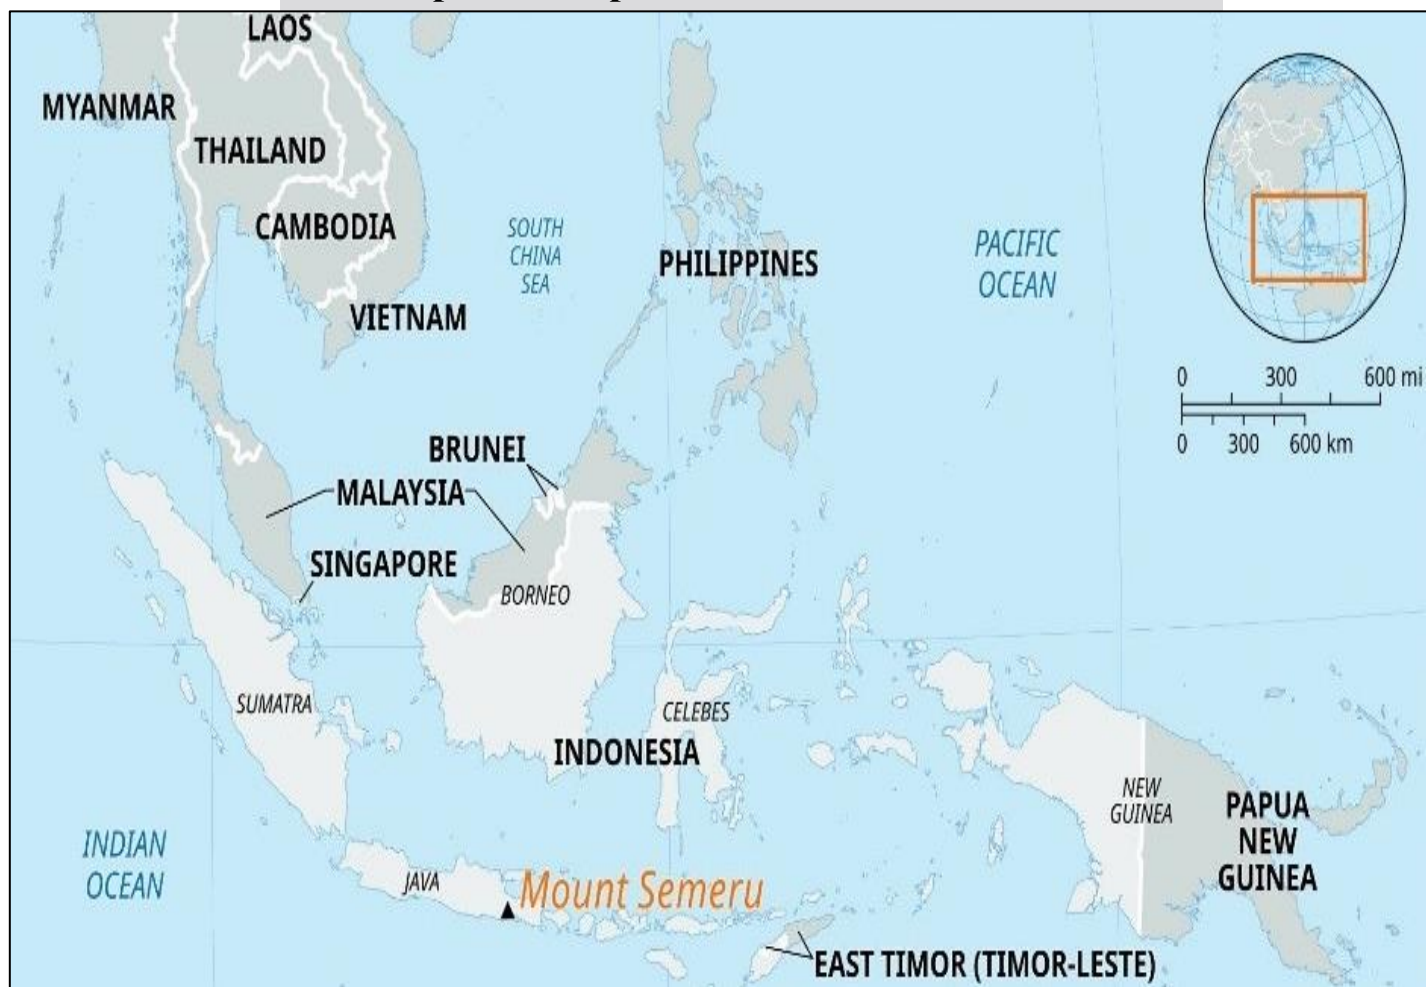 LAOS
MYANMAR
THAILAND
CAMBODIA
VIETNAM
SOUTH
CHINA
SEA
PHILIPPINES
PACIFIC
OCEAN
0 300 600 mi
0 300 600 km
BRUNEI
MALAYSIA
SINGAPORE
BORNEO
SUMATRA
CELEBES
INDONESIA
NEW
GUINEA
PAPUA
NEW
GUINEA
INDIAN
OCEAN
JAVA
Mount Semeru
EAST TIMOR (TIMOR-LESTE)